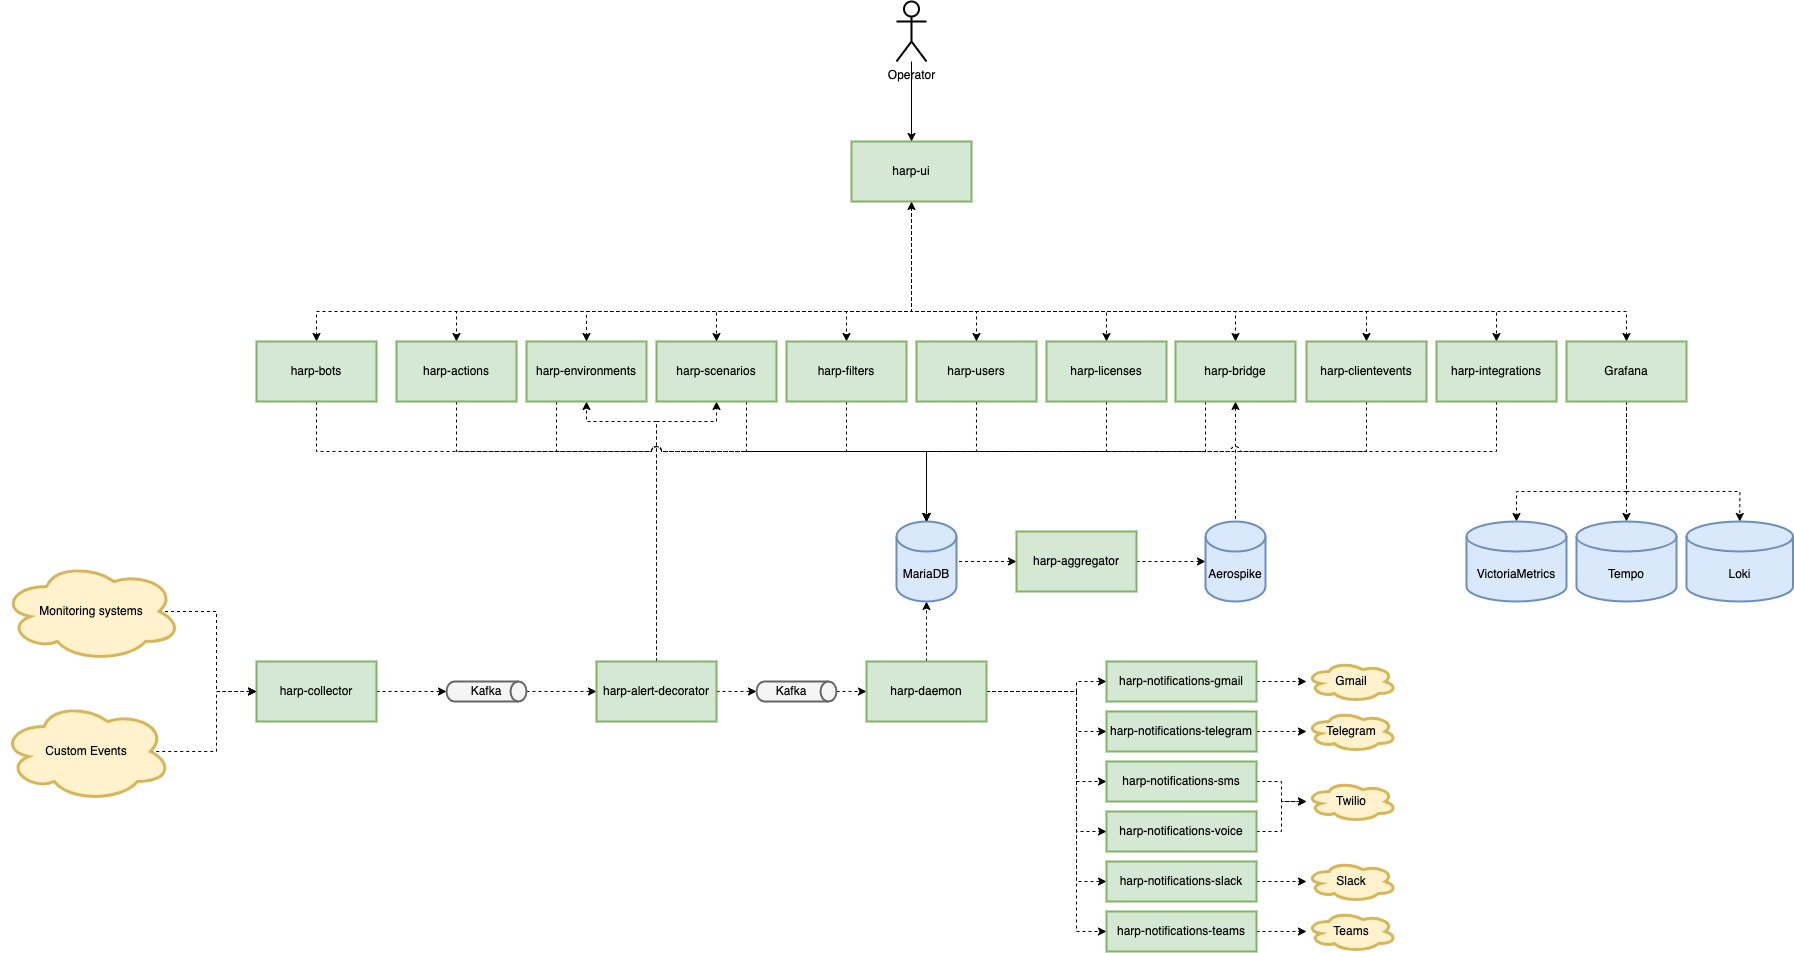 Operator
harp-ui
harp-bots
harp-actions
harp-environments
harp-scenarios
harp-filters
harp-users
harp-licenses
harp-bridge
harp-clientevents
harp-integrations
Grafana
MariaDB
harp-aggregator
Aerospike
VictoriaMetrics
Tempo
Loki
Monitoring systems
Custom Events
harp-collector
Kafka
harp-alert-decorator
Kafka
harp-daemon
harp-notifications-gmail
Gmail
harp-notifications-telegram
Telegram
harp-notifications-sms
Twilio
harp-notifications-voice
harp-notifications-slack
Slack
harp-notifications-teams
Teams